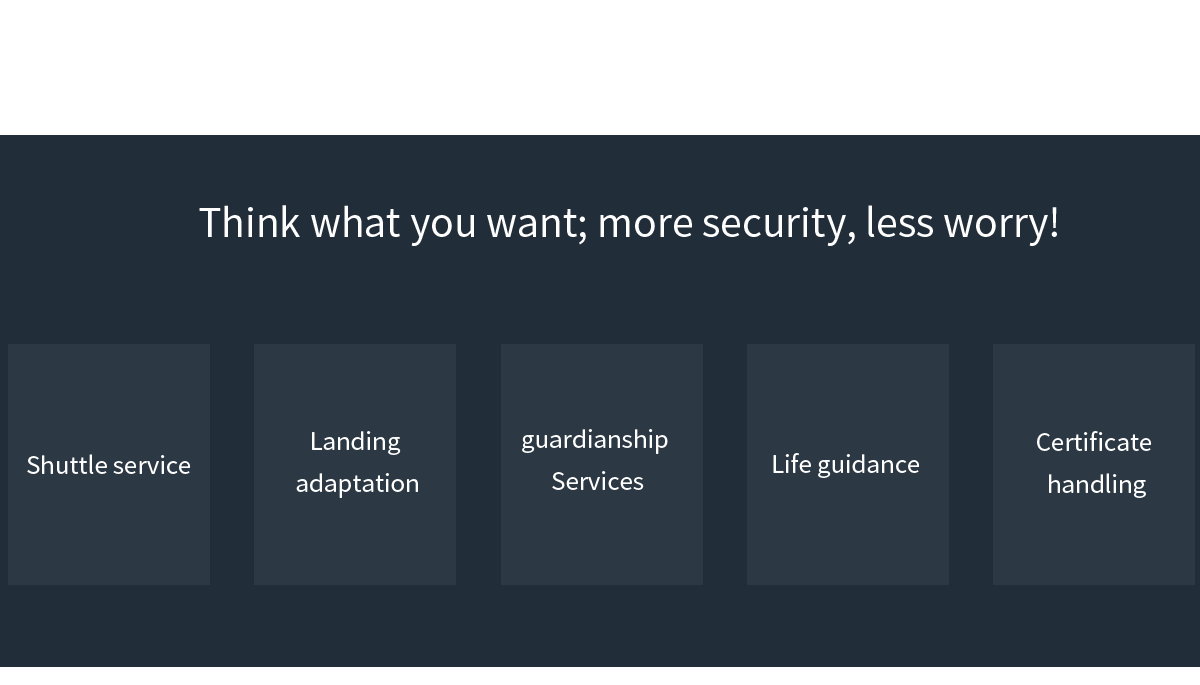 Think what you want; more security, less worry!
Shuttle service
Landing
adaptation
guardianship
Services
Life guidance
Certificate
handling